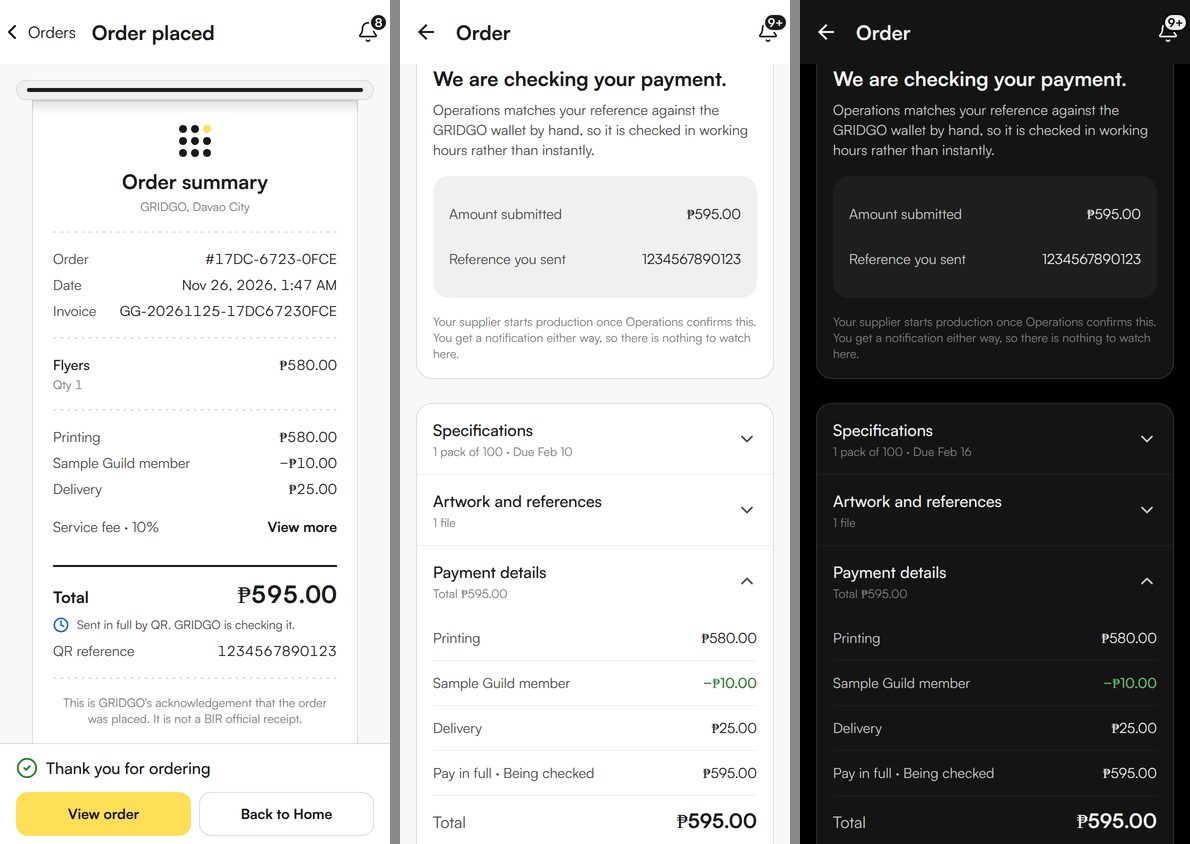 Orders
Order placed
8
Order summary
GRIDGO, Davao City
Order #17DC-6723-0FCE
Date Nov 26, 2026, 1:47 AM
Invoice GG-20261125-17DC67230FCE
Flyers ₱580.00
Qty 1
Printing ₱580.00
Sample Guild member −₱10.00
Delivery ₱25.00
Service fee · 10% View more
Total ₱595.00
Sent in full by QR. GRIDGO is checking it.
QR reference 1234567890123
This is GRIDGO's acknowledgement that the order
was placed. It is not a BIR official receipt.
Thank you for ordering
View order
Back to Home
Order
9+
We are checking your payment.
Operations matches your reference against the
GRIDGO wallet by hand, so it is checked in working
hours rather than instantly.
Amount submitted ₱595.00
Reference you sent 1234567890123
Your supplier starts production once Operations confirms this.
You get a notification either way, so there is nothing to watch
here.
Specifications
1 pack of 100 · Due Feb 10
Artwork and references
1 file
Payment details
Total ₱595.00
Printing ₱580.00
Sample Guild member −₱10.00
Delivery ₱25.00
Pay in full · Being checked ₱595.00
Total ₱595.00
Order
9+
We are checking your payment.
Operations matches your reference against the
GRIDGO wallet by hand, so it is checked in working
hours rather than instantly.
Amount submitted ₱595.00
Reference you sent 1234567890123
Your supplier starts production once Operations confirms this.
You get a notification either way, so there is nothing to watch
here.
Specifications
1 pack of 100 · Due Feb 16
Artwork and references
1 file
Payment details
Total ₱595.00
Printing ₱580.00
Sample Guild member −₱10.00
Delivery ₱25.00
Pay in full · Being checked ₱595.00
Total ₱595.00